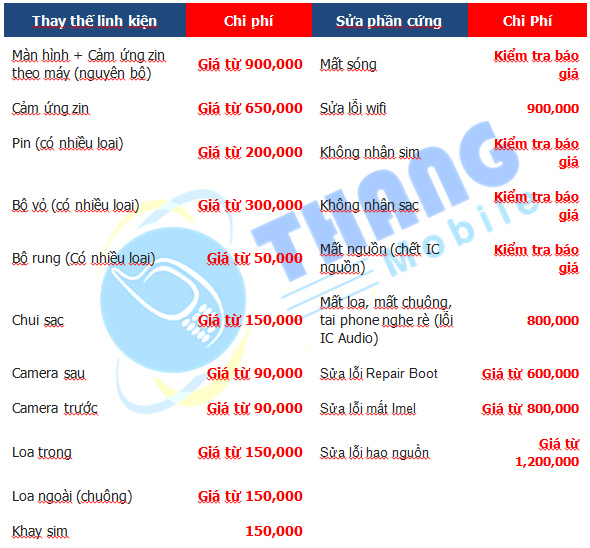 Thay thế linh kiện Chi phí Sửa phần cứng Chi Phí
Màn hình + Cảm ứng zin
theo máy (nguyên bộ) Giá từ 900,000 Mất sóng Kiểm tra báo
giá
Cảm ứng zin Giá từ 650,000 Sửa lỗi wifi 900,000
Pin (có nhiều loại) Giá từ 200,000 Không nhận sim Kiểm tra báo
giá
Bộ vỏ (có nhiều loại) Giá từ 300,000 Không nhận sạc Kiểm tra báo
giá
Bộ rung (Có nhiều loại) Giá từ 50,000 Mất nguồn (chết IC
nguồn) Kiểm tra báo
giá
Chui sạc Giá từ 150,000 Mất loa, mất chuông,
tai phone nghe rè (lỗi
IC Audio) 800,000
Camera sau Giá từ 90,000 Sửa lỗi Repair Boot Giá từ 600,000
Camera trước Giá từ 90,000 Sửa lỗi mất Imel Giá từ 800,000
Loa trong Giá từ 150,000 Sửa lỗi hao nguồn Giá từ
1,200,000
Loa ngoài (chuông) Giá từ 150,000
Khay sim 150,000
THANG
Mobile